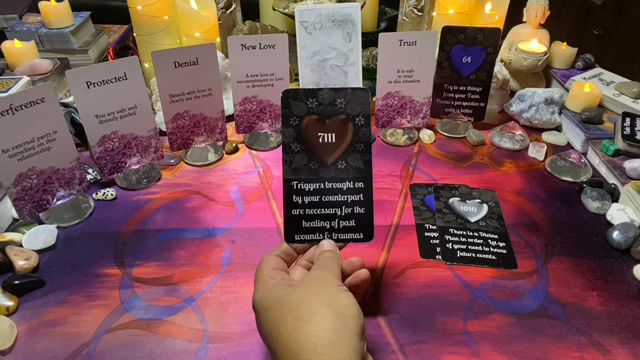 erference
An external party is
intruding on this
relationship.
Protected
You are safe and
divinely guided.
Denial
Detach with love to
clearly see the truth.
New Love
A new love or
recommitment to love
is developing.
Trust
It is safe to
trust in this situation.
64
Try to see things
from your Twin
Flame's perspective
to gain a better
7111
Triggers brought on
by your counterpart
are necessary for the
healing of past
wounds & traumas
The
supp
co
1010
There is a Divine
Plan in order. Let go
of your need to know
future events.